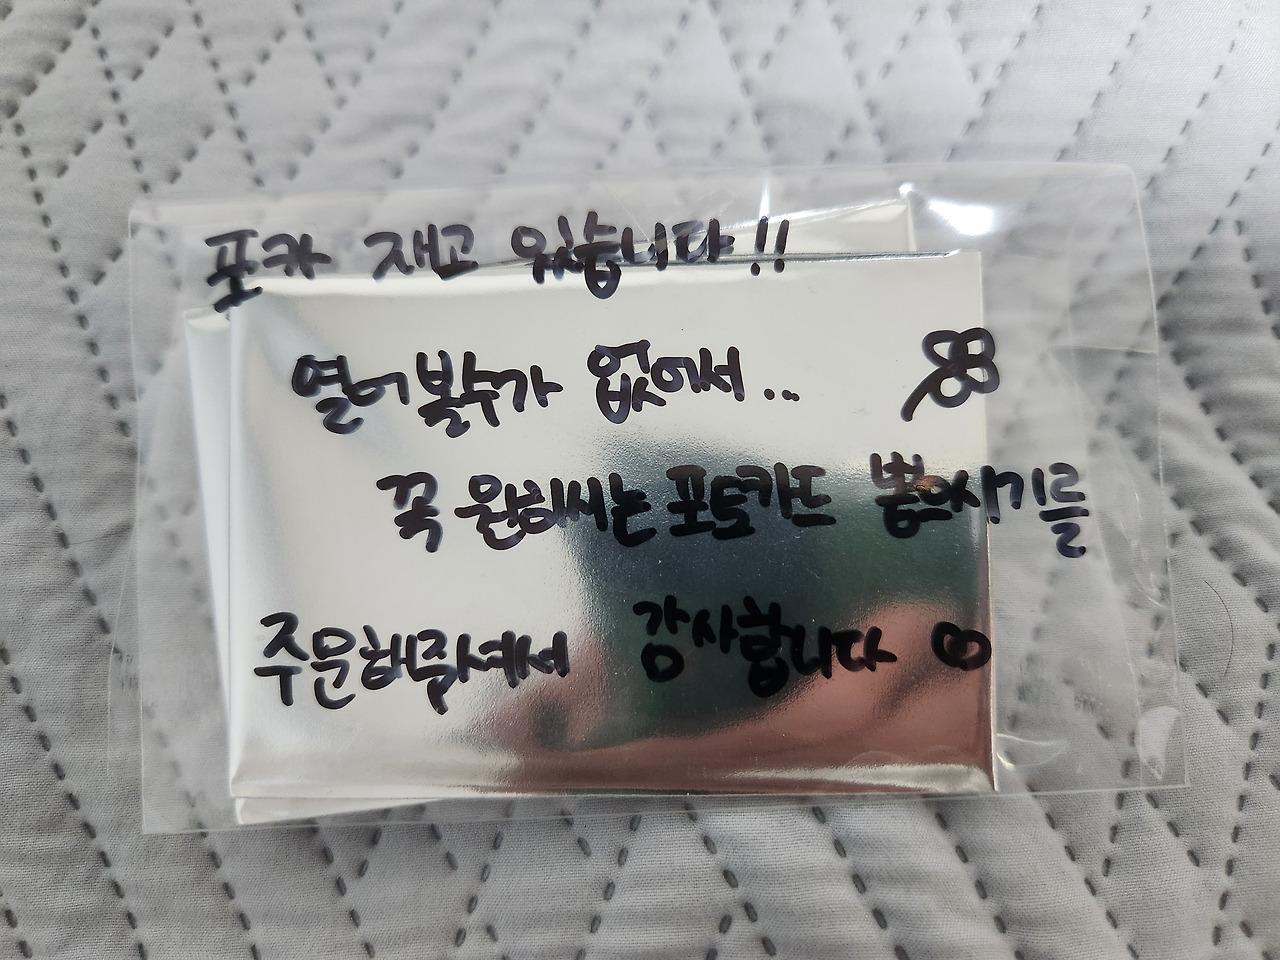 포카 재고 있습니다!!
열어볼수가 없어서...
꼭 원하시는 포토카드 뽑으시기를
주문해주셔서 감사합니다